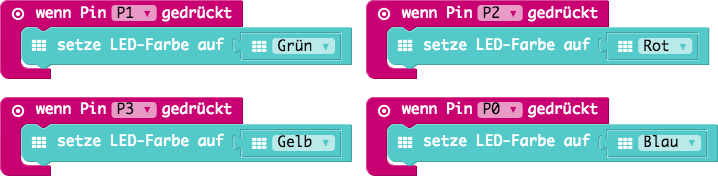 wenn Pin P1 gedrückt
setze LED-Farbe auf Grün
wenn Pin P2 gedrückt
setze LED-Farbe auf Rot
wenn Pin P3 gedrückt
setze LED-Farbe auf Gelb
wenn Pin P0 gedrückt
setze LED-Farbe auf Blau